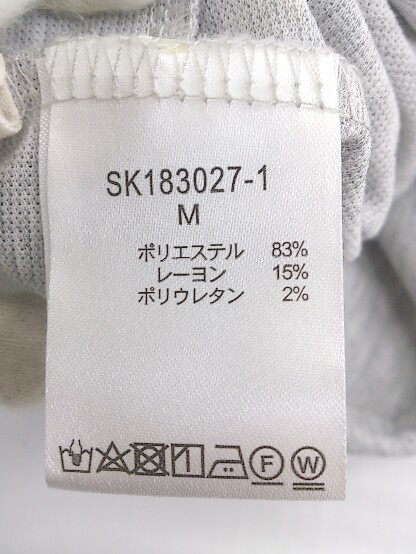 SK183027-1
M
ポリエステル 83%
レーヨン 15%
ポリウレタン 2%
F W